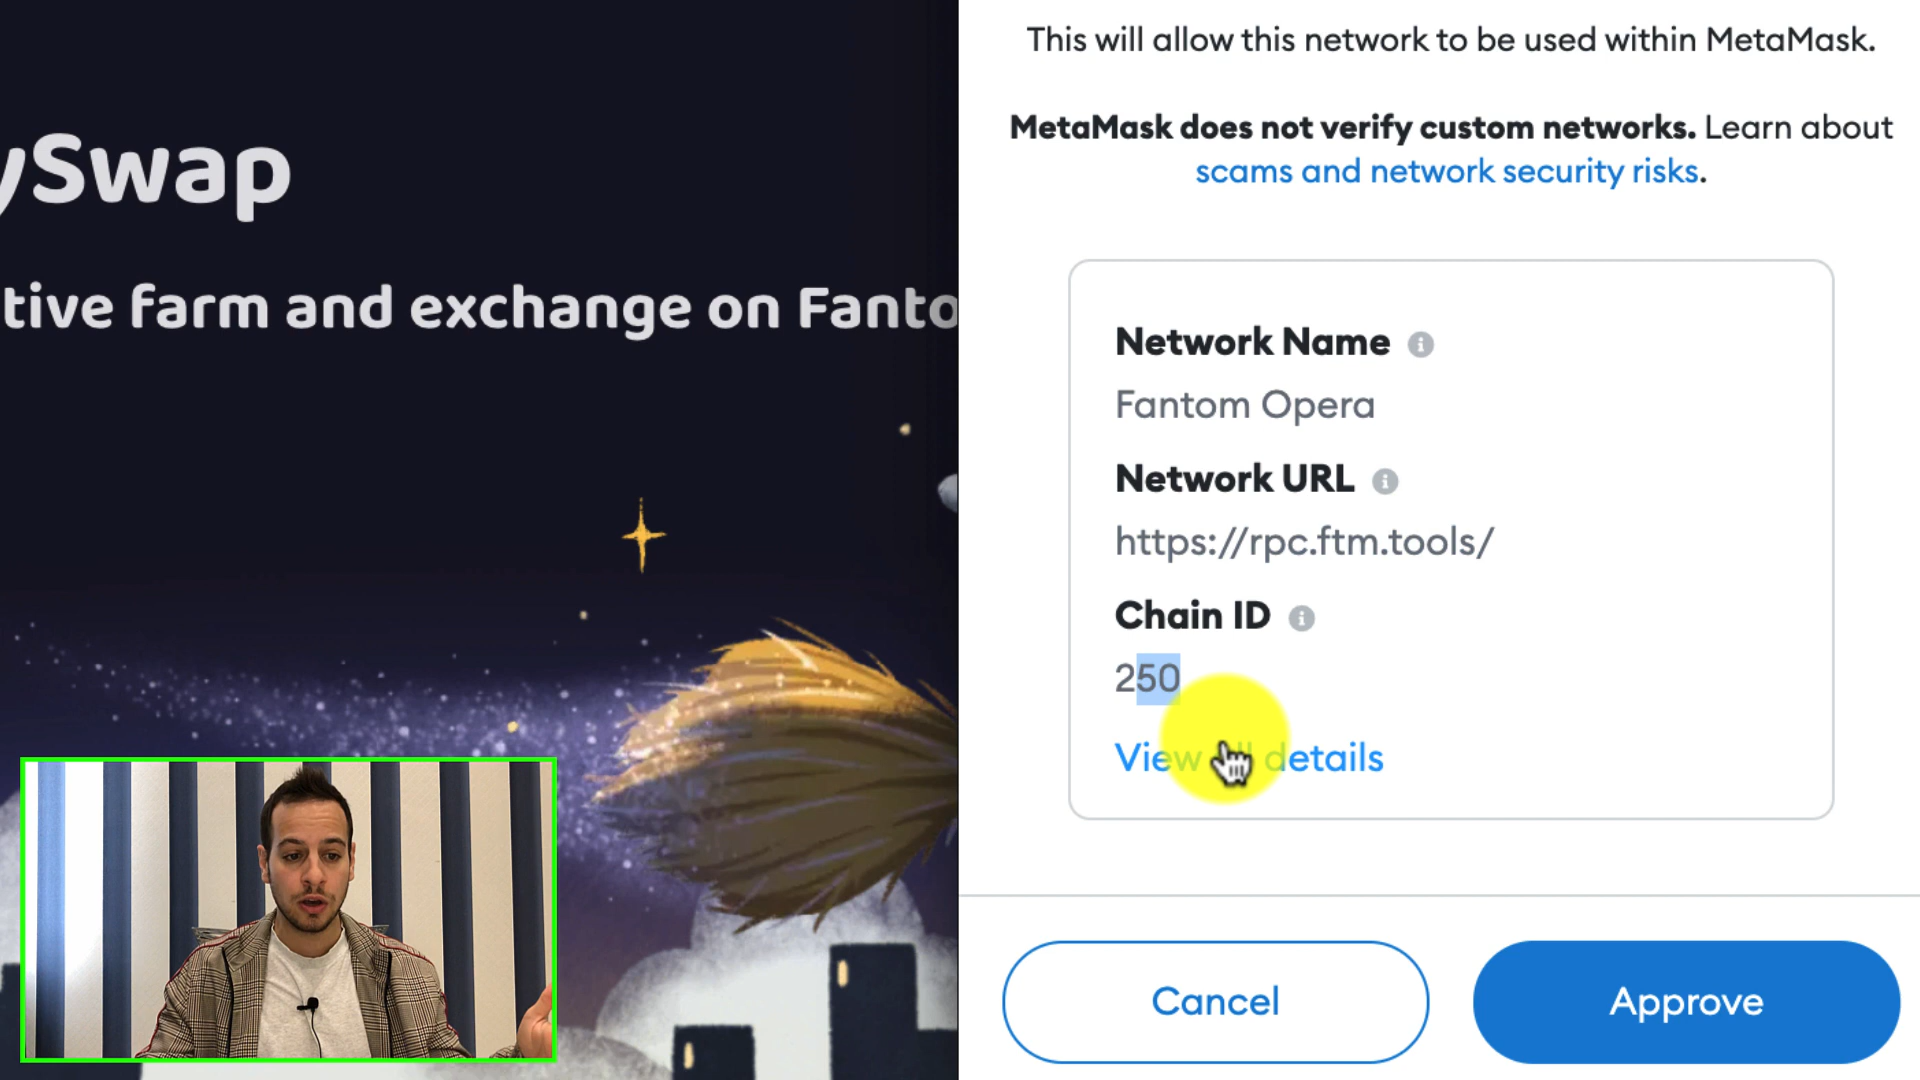 ySwap
tive farm and exchange on Fanto
This will allow this network to be used within MetaMask.
MetaMask does not verify custom networks. Learn about
scams and network security risks.
Network Name
Fantom Opera
Network URL
https://rpc.ftm.tools/
Chain ID
250
View all details
Cancel
Approve